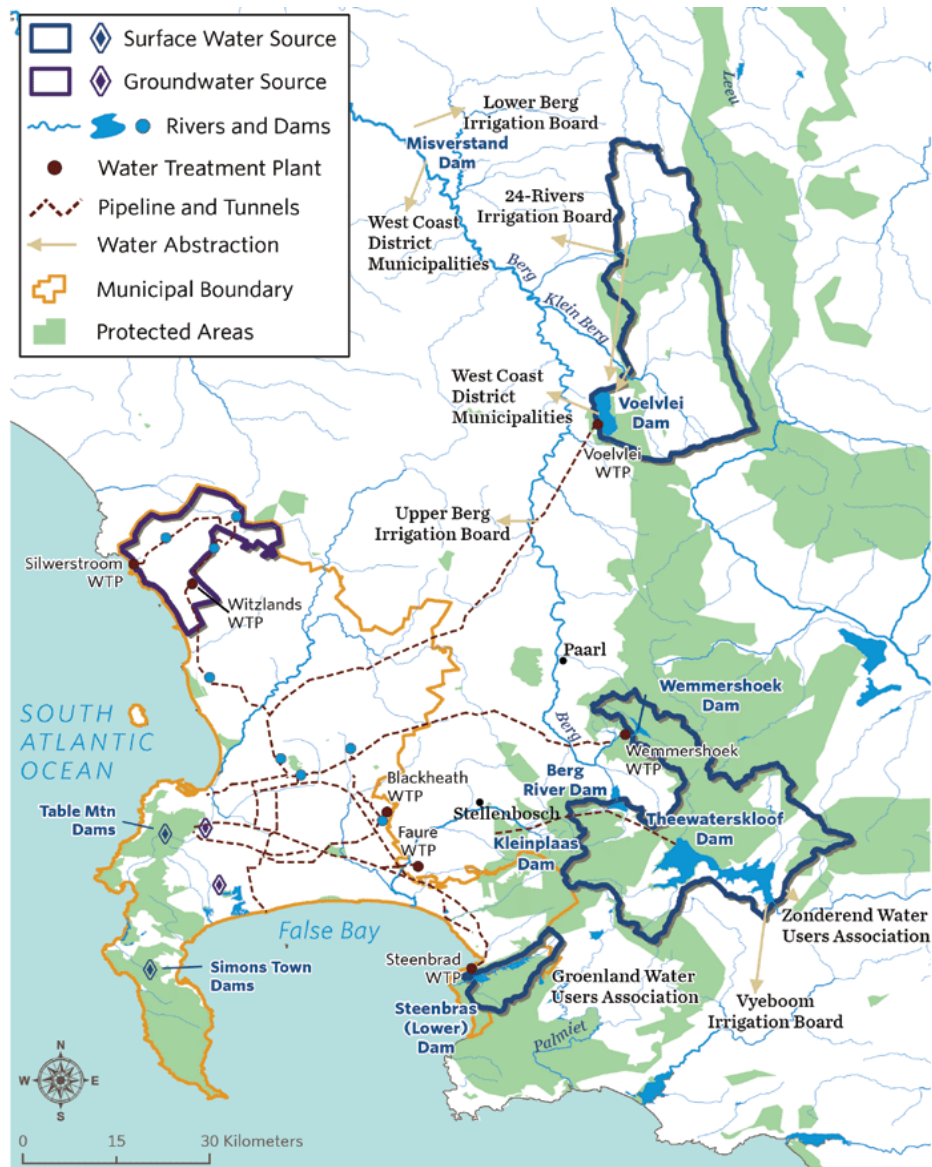 Surface Water Source
Groundwater Source
Rivers and Dams
Water Treatment Plant
Pipeline and Tunnels
Water Abstraction
Municipal Boundary
Protected Areas
Leeu
Lower Berg
Irrigation Board
Misverstand
Dam
24-Rivers
Irrigation Board
West Coast
District
Municipalities
Berg
Klein Berg
West Coast
District
Municipalities
Voelvlei
Dam
Voelvlei
WTP
Upper Berg
Irrigation Board
Silwerstroom
WTP
Witzlands
WTP
Paarl
Wemmershoek
Dam
SOUTH
ATLANTIC
OCEAN
Berg
Wemmershoek
WTP
Berg
River Dam
Blackheath
WTP
Stellenbosch
Table Mtn
Dams
Theewaterskloof
Dam
Faure
WTP
Kleinplaas
Dam
Zonderend Water
Users Association
False Bay
Steenbrad
WTP
Simons Town
Dams
Groenland Water
Users Association
Vyeboom
Irrigation Board
Steenbras
(Lower)
Dam
Palmiet
N
W
E
S
0
15
30 Kilometers